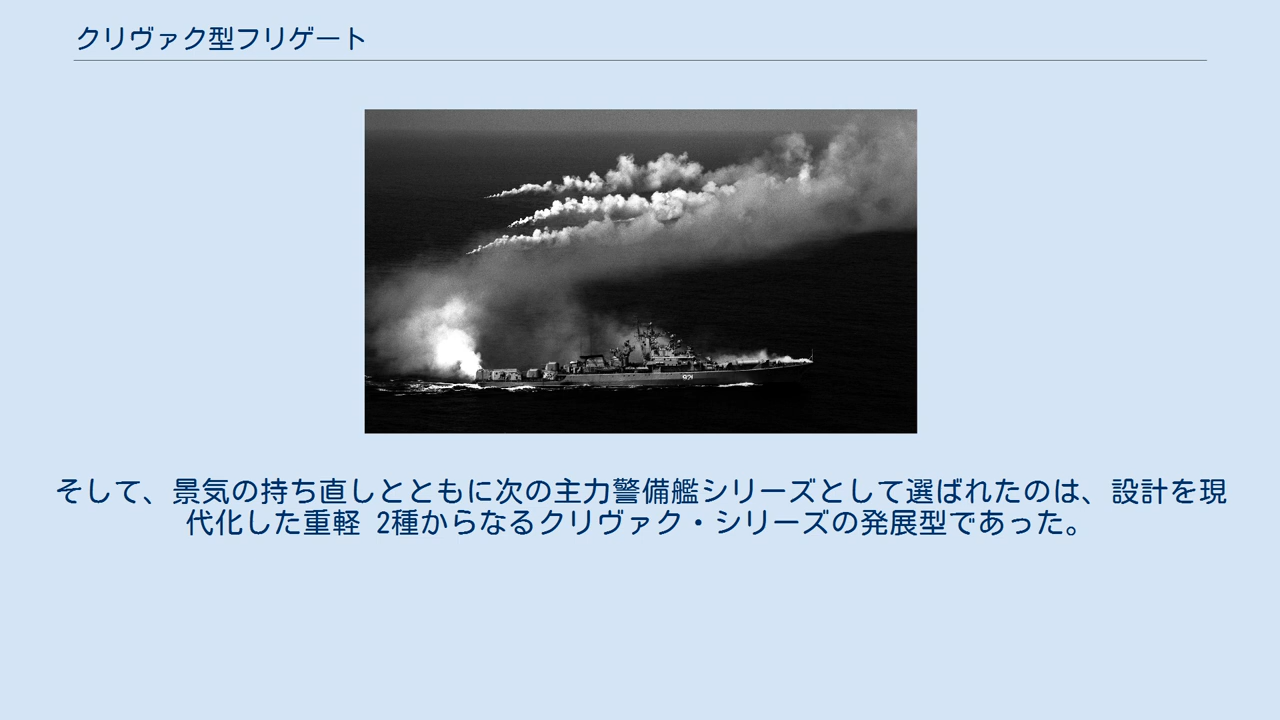 クリヴァク型フリゲート
そして、景気の持ち直しとともに次の主力警備艦シリーズとして選ばれたのは、設計を現
代化した重軽 2種からなるクリヴァク・シリーズの発展型であった。